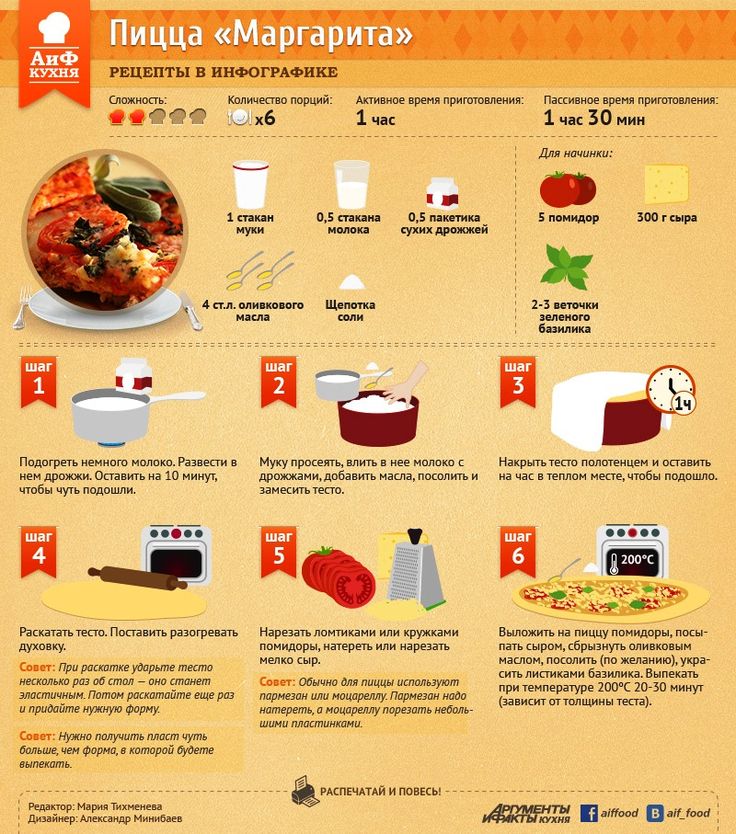 АиФ
КУХНЯ
Пицца «Маргарита»
РЕЦЕПТЫ В ИНФОГРАФИКЕ
Сложность:
Количество порций:
х6
Активное время приготовления:
1 час
Пассивное время приготовления:
1 час 30 мин
1 стакан
муки
0,5 стакана
молока
0,5 пакетика
сухих дрожжей
4 ст.л. оливкового
масла
Щепотка
соли
Для начинки:
5 помидор
300 г сыра
2-3 веточки
зеленого
базилика
шаг
1
Подогреть немного молоко. Развести в
нем дрожжи. Оставить на 10 минут,
чтобы чуть подошли.
шаг
2
Муку просеять, влить в нее молоко с
дрожжами, добавить масла, посолить и
замесить тесто.
шаг
3
1ч
Накрыть тесто полотенцем и оставить
на час в теплом месте, чтобы подошло.
шаг
4
Раскатать тесто. Поставить разогревать
духовку.
Совет: При раскатке ударьте тесто
несколько раз об стол — оно станет
эластичным. Потом раскатайте еще раз
и придайте нужную форму.
Совет: Нужно получить пласт чуть
больше, чем форма, в которой будете
выпекать.
шаг
5
Нарезать ломтиками или кружками
помидоры, натереть или нарезать
мелко сыр.
Совет: Обычно для пиццы используют
пармезан или моцареллу. Пармезан надо
натереть, а моцареллу порезать неболь-
шими пластинками.
шаг
6
200°С
Выложить на пиццу помидоры, посы-
пать сыром, сбрызнуть оливковым
маслом, посолить (по желанию), укра-
сить листиками базилика. Выпекать
при температуре 200°С 20-30 минут
(зависит от толщины теста).
РАСПЕЧАТАЙ И ПОВЕСЬ!
Редактор: Мария Тихменева
Дизайнер: Александр Минибаев
АРГУМЕНТЫ
И ФАКТЫ КУХНЯ
f aiffood
В aif_food